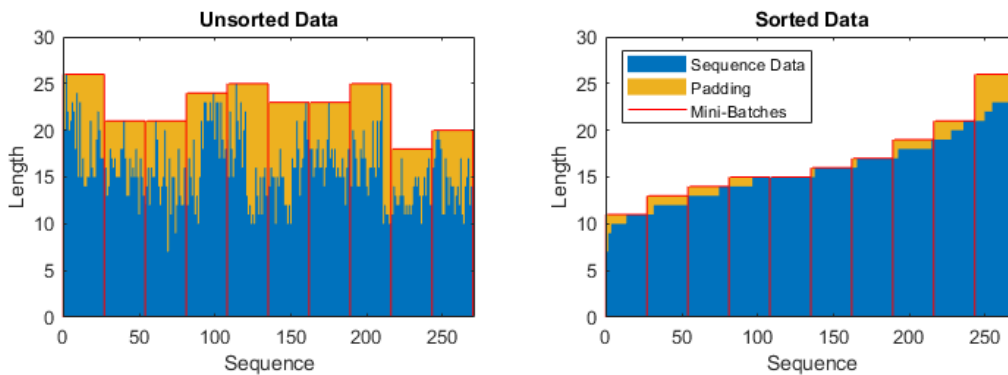 Unsorted Data
30
25
20
15
10
5
0
Length
0 50 100 150 200 250
Sequence
Sorted Data
30
25
20
15
10
5
0
Length
Sequence Data
Padding
Mini-Batches
0 50 100 150 200 250
Sequence